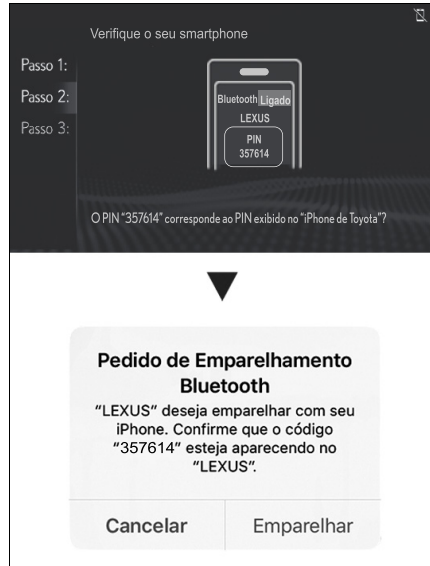 Verifique o seu smartphone
Passo 1:
Passo 2:
Passo 3:
Bluetooth Ligado
LEXUS
PIN
357614
O PIN “357614” corresponde ao PIN exibido no “iPhone de Toyota”?
Pedido de Emparelhamento
Bluetooth
“LEXUS” deseja emparelhar com seu
iPhone. Confirme que o código
“357614” esteja aparecendo no
“LEXUS”.
Cancelar
Emparelhar